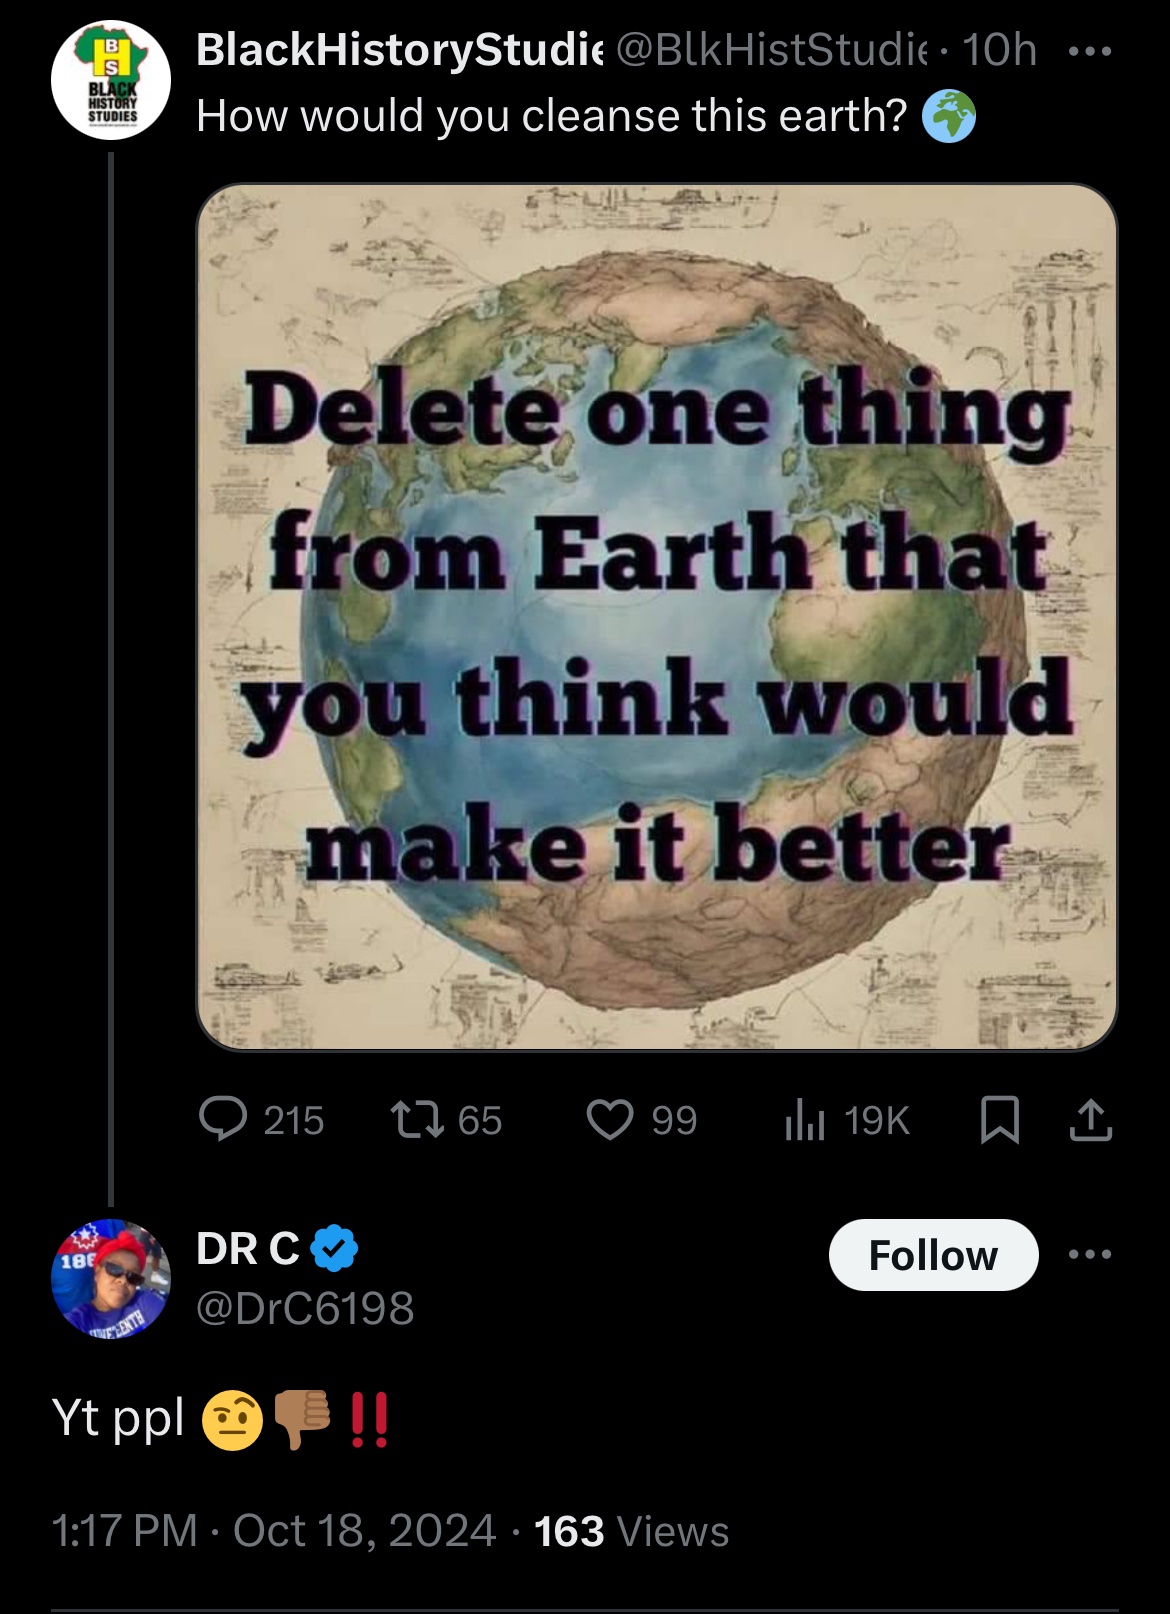 BHS
BLACK
HISTORY
STUDIES
BlackHistoryStudie @BlkHistStudie · 10h
How would you cleanse this earth? 🌍
Delete one thing
from Earth that
you think would
make it better
215 65 99 19K
DR C
Follow
@DrC6198
186
Yt ppl 🤨👎🏽‼️
1:17 PM · Oct 18, 2024 · 163 Views